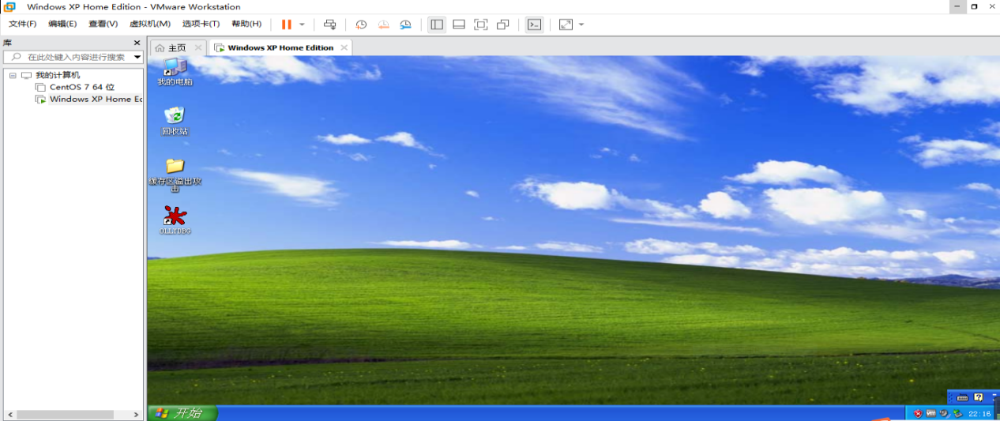 Windows XP Home Edition - VMware Workstation
文件(F) 编辑(E) 查看(V) 虚拟机(M) 选项卡(T) 帮助(H)
库
在此处键入内容进行搜索
主页
Windows XP Home Edition
我的计算机
CentOS 7 64 位
Windows XP Home Ec
我的电脑
回收站
缓存区溢出攻
击
OLLYDBG
开始
22:16